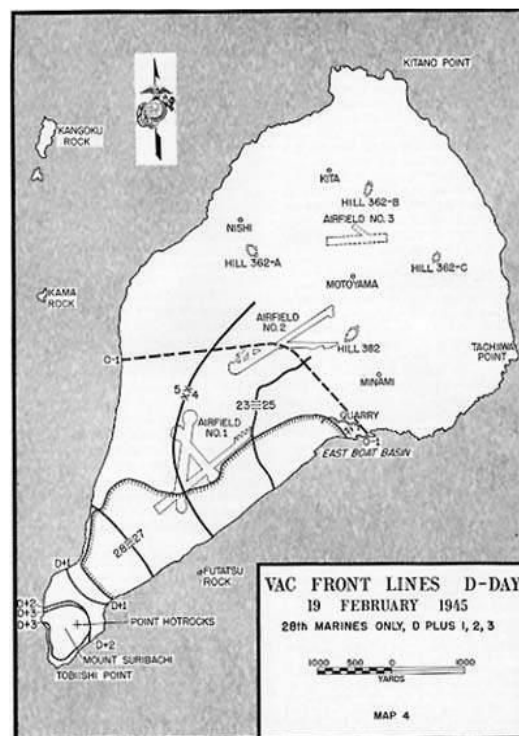 KITANO POINT
KANGOKU
ROCK
KITA
HILL 362-B
NISHI
AIRFIELD NO. 3
HILL 362-A
HILL 362-C
MOTOYAMA
KAMA
ROCK
AIRFIELD
NO. 2
HILL 382
TACHIIWA
POINT
O-1
MINAMI
5
4
23
25
AIRFIELD
NO. 1
QUARRY
O-1
EAST BOAT BASIN
28
27
FUTATSU
ROCK
D+1
D+1
D+2
D+3
D+3
D+2
POINT HOTROCKS
MOUNT SURIBACHI
TOBIISHI POINT
VAC FRONT LINES D-DAY
19 FEBRUARY 1945
28th MARINES ONLY, D PLUS 1, 2, 3
1000 500 0 1000
YARDS
MAP 4